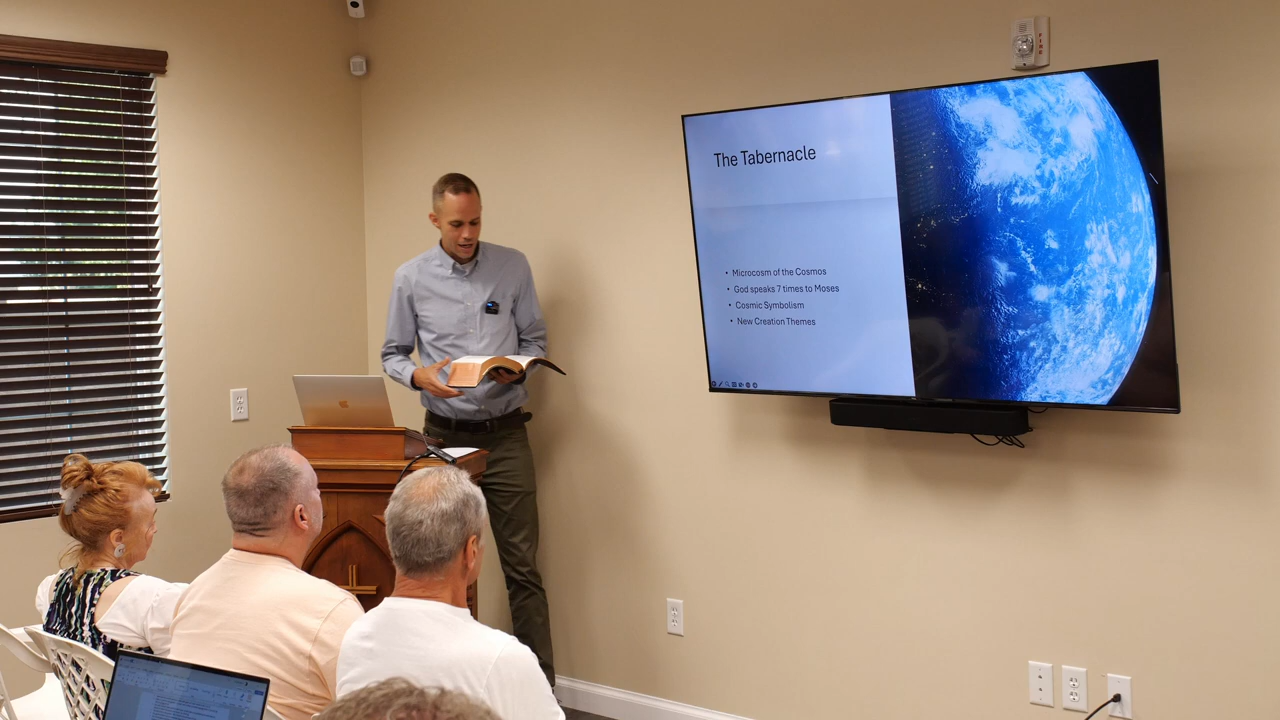 FIRE
The Tabernacle
• Microcosm of the Cosmos
• God speaks 7 times to Moses
• Cosmic Symbolism
• New Creation Themes